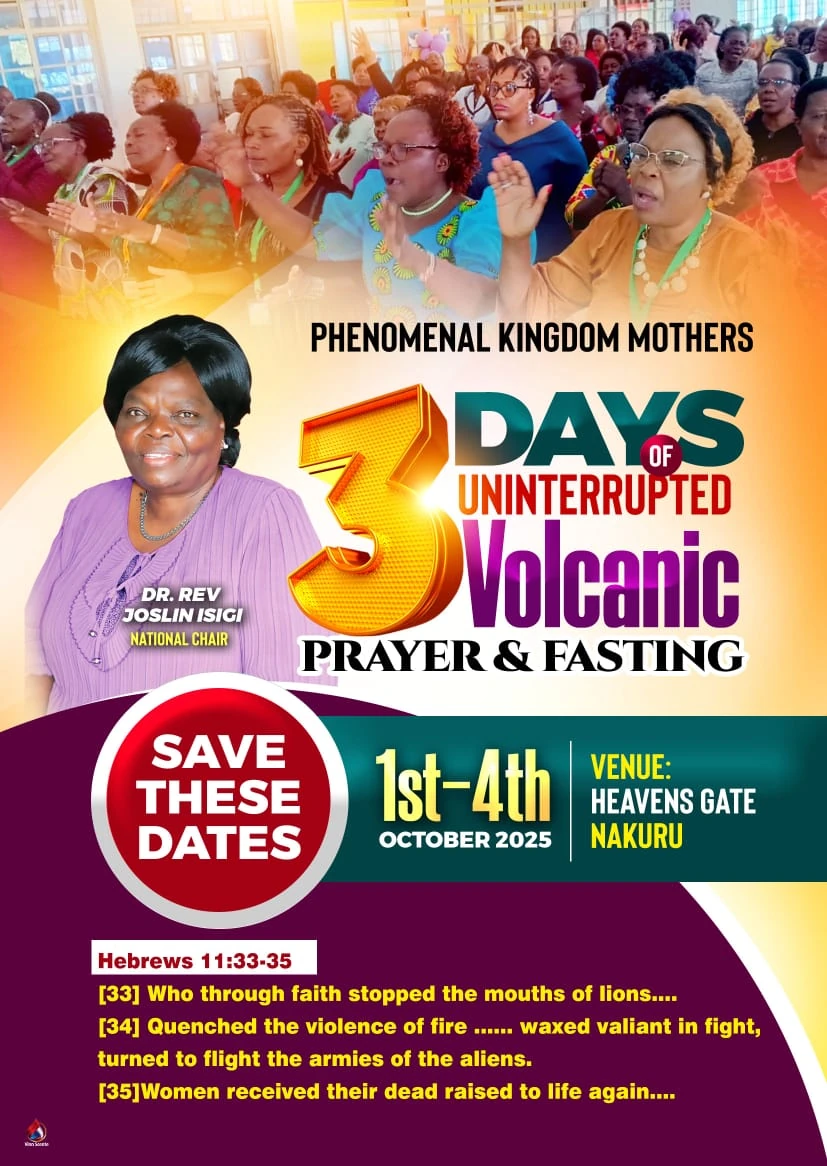 PHENOMENAL KINGDOM MOTHERS
3 DAYS
OF
UNINTERRUPTED
Volcanic
PRAYER & FASTING
DR. REV
JOSLIN ISIGI
NATIONAL CHAIR
SAVE
THESE
DATES
1st-4th
OCTOBER 2025
VENUE:
HEAVENS GATE
NAKURU
Hebrews 11:33-35
[33] Who through faith stopped the mouths of lions....
[34] Quenched the violence of fire ...... waxed valiant in fight,
turned to flight the armies of the aliens.
[35]Women received their dead raised to life again....